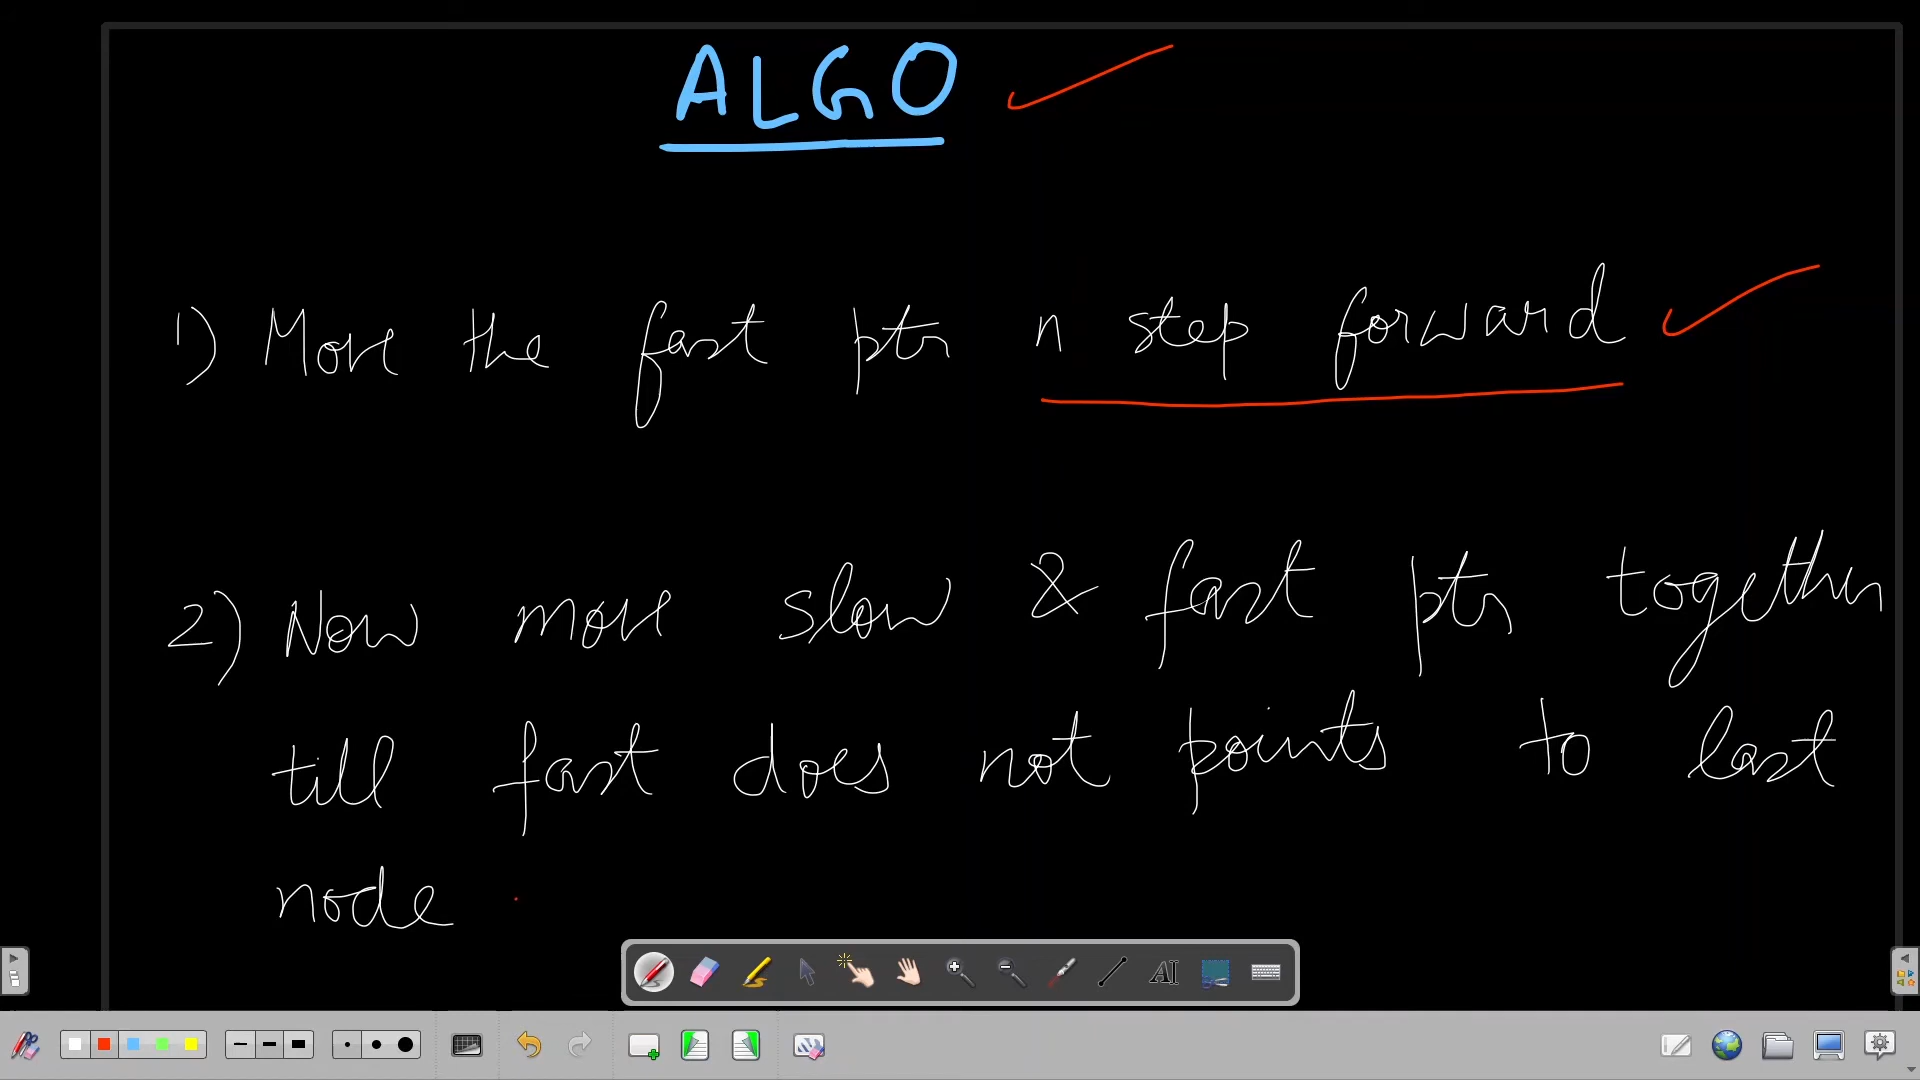 ALGO
1) Move the fast ptr n step forward
2) Now move slow & fast ptr together
till fast does not points to last
node
AI